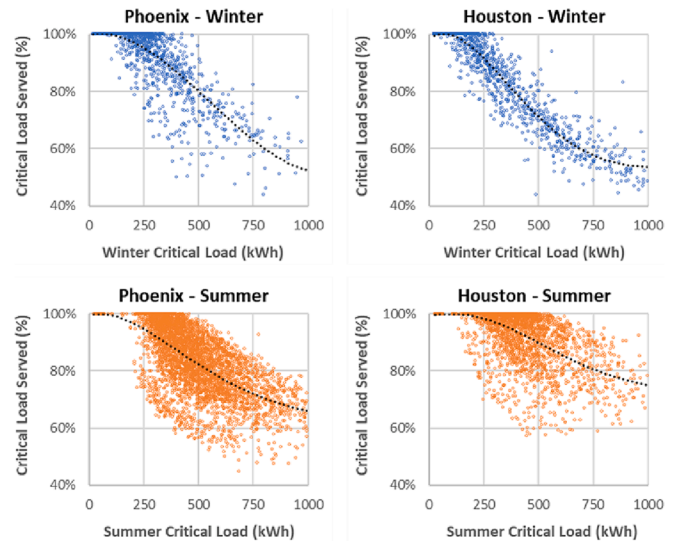 Phoenix - Winter
Critical Load Served (%)
100%
80%
60%
40%
0 250 500 750 1000
Winter Critical Load (kWh)
Houston - Winter
Critical Load Served (%)
100%
80%
60%
40%
0 250 500 750 1000
Winter Critical Load (kWh)
Phoenix - Summer
Critical Load Served (%)
100%
80%
60%
40%
0 250 500 750 1000
Summer Critical Load (kWh)
Houston - Summer
Critical Load Served (%)
100%
80%
60%
40%
0 250 500 750 1000
Summer Critical Load (kWh)